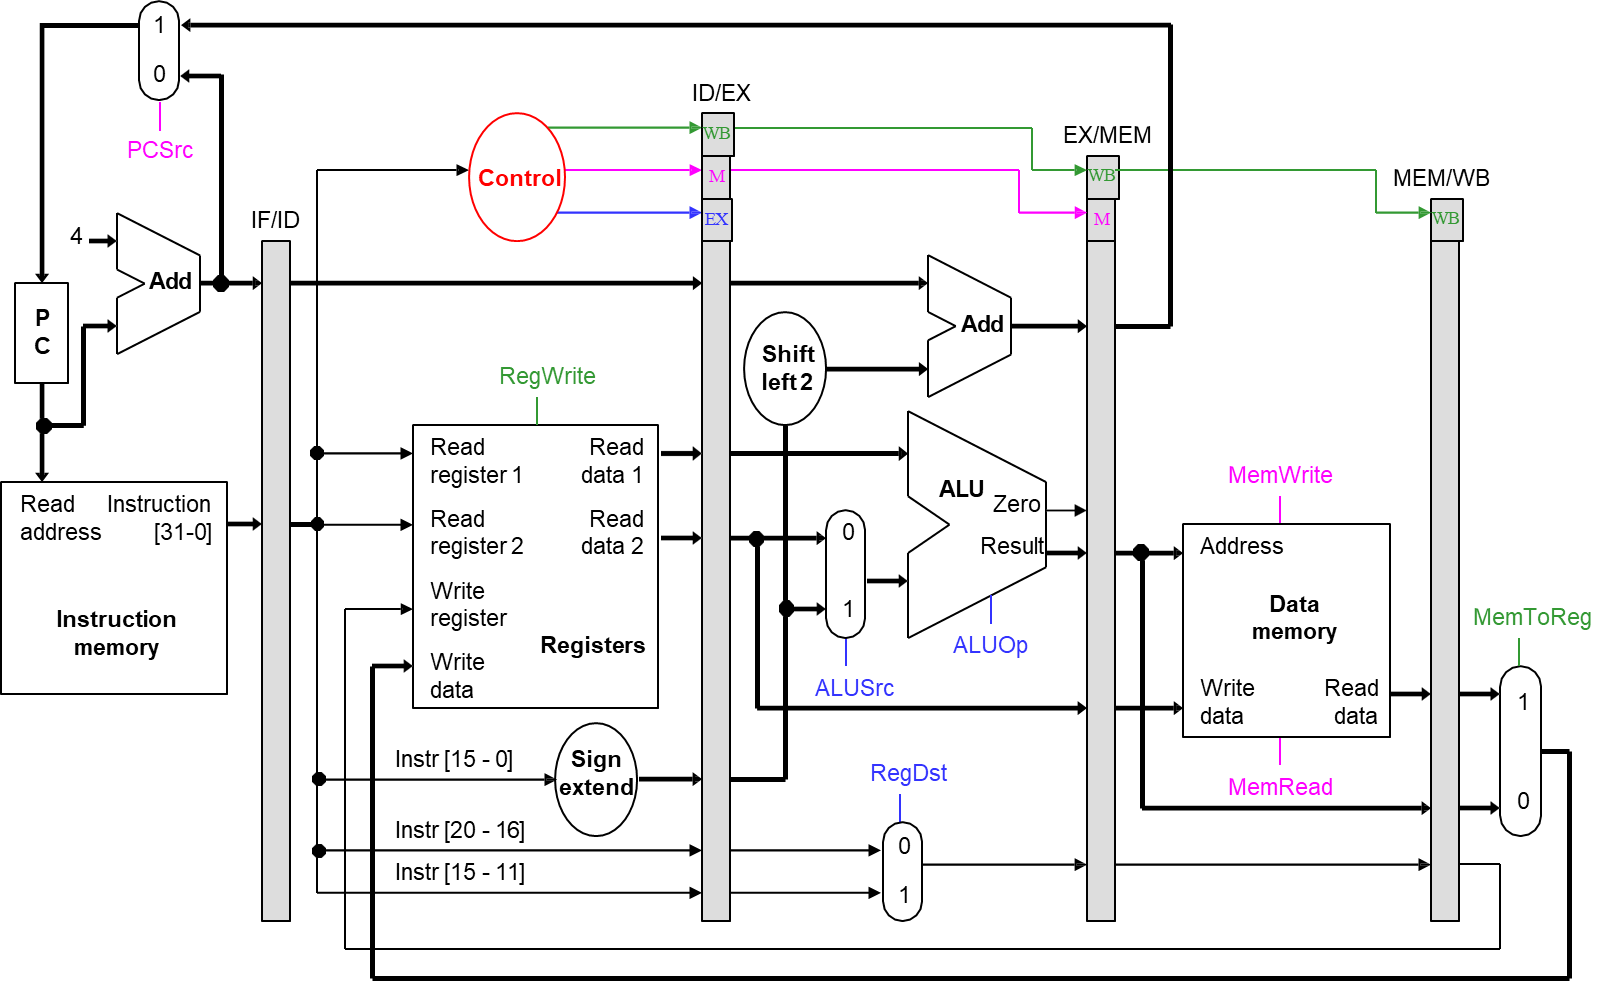 1
0
PCSrc
ID/EX
WB
M
EX
EX/MEM
WB
M
MEM/WB
WB
Control
IF/ID
4
Add
P
C
Add
Shift
left 2
RegWrite
Read
register 1
Read
data 1
Read
register 2
Read
data 2
Write
register
Write
data
Registers
Read
address
Instruction
[31-0]
Instruction
memory
ALU
Zero
Result
0
1
ALUSrc
ALUOp
MemWrite
Address
Data
memory
Write
data
Read
data
MemRead
MemToReg
1
0
Instr [15 - 0]
Sign
extend
RegDst
Instr [20 - 16]
0
Instr [15 - 11]
1